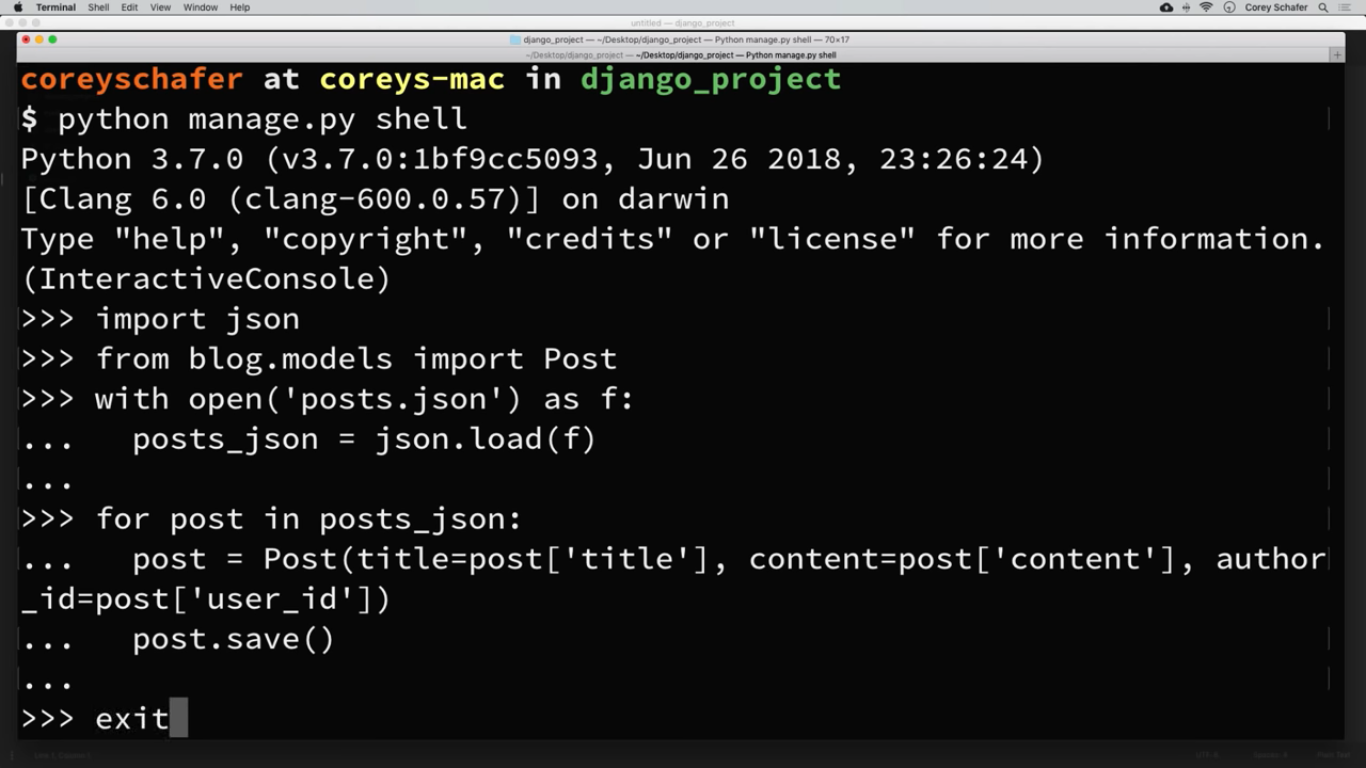 Terminal Shell Edit View Window Help Corey Schafer
untitled — django_project
django_project — ~/Desktop/django_project — Python manage.py shell — 70×17
~/Desktop/django_project — ~/Desktop/django_project — Python manage.py shell
coreyschafer at coreys-mac in django_project
$ python manage.py shell
Python 3.7.0 (v3.7.0:1bf9cc5093, Jun 26 2018, 23:26:24)
[Clang 6.0 (clang-600.0.57)] on darwin
Type "help", "copyright", "credits" or "license" for more information.
(InteractiveConsole)
>>> import json
>>> from blog.models import Post
>>> with open('posts.json') as f:
...   posts_json = json.load(f)
...
>>> for post in posts_json:
...   post = Post(title=post['title'], content=post['content'], author
_id=post['user_id'])
...   post.save()
...
>>> exit